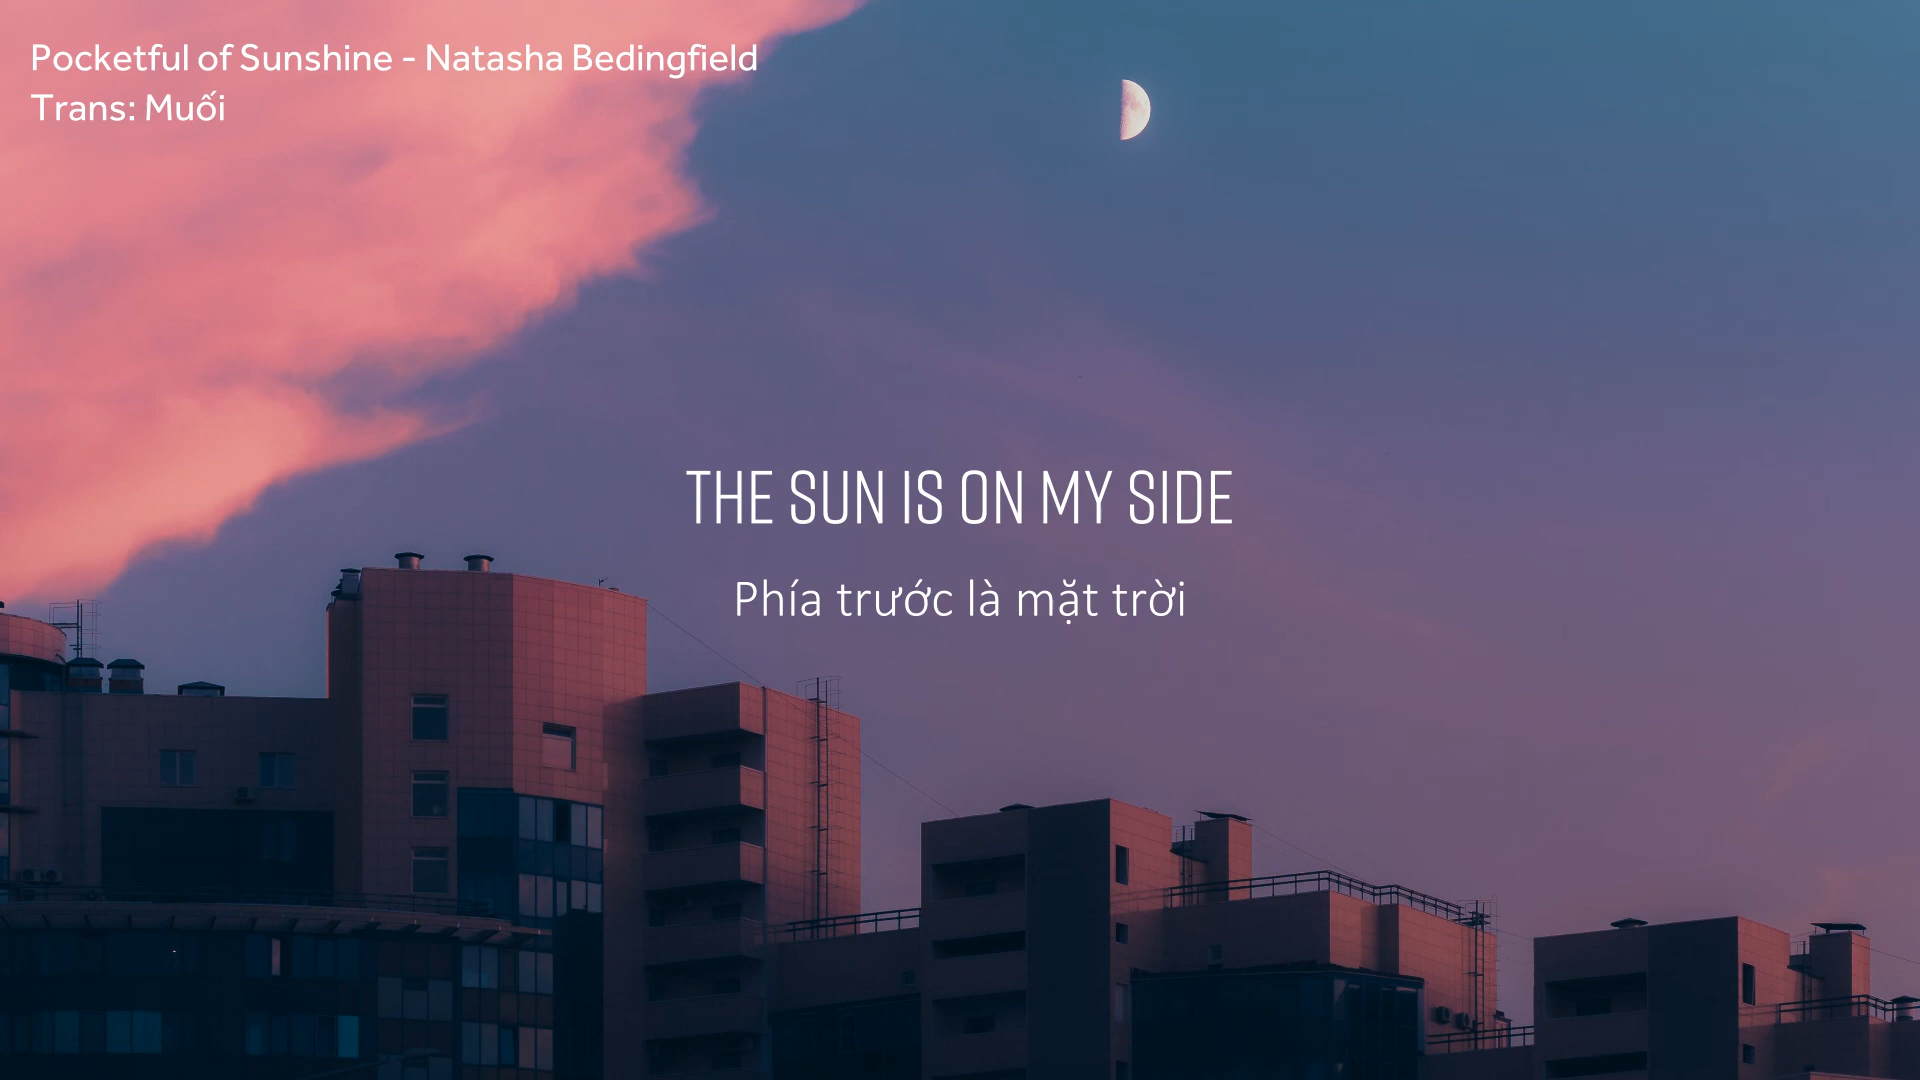 Pocketful of Sunshine - Natasha Bedingfield
Trans: Muối
THE SUN IS ON MY SIDE
Phía trước là mặt trời